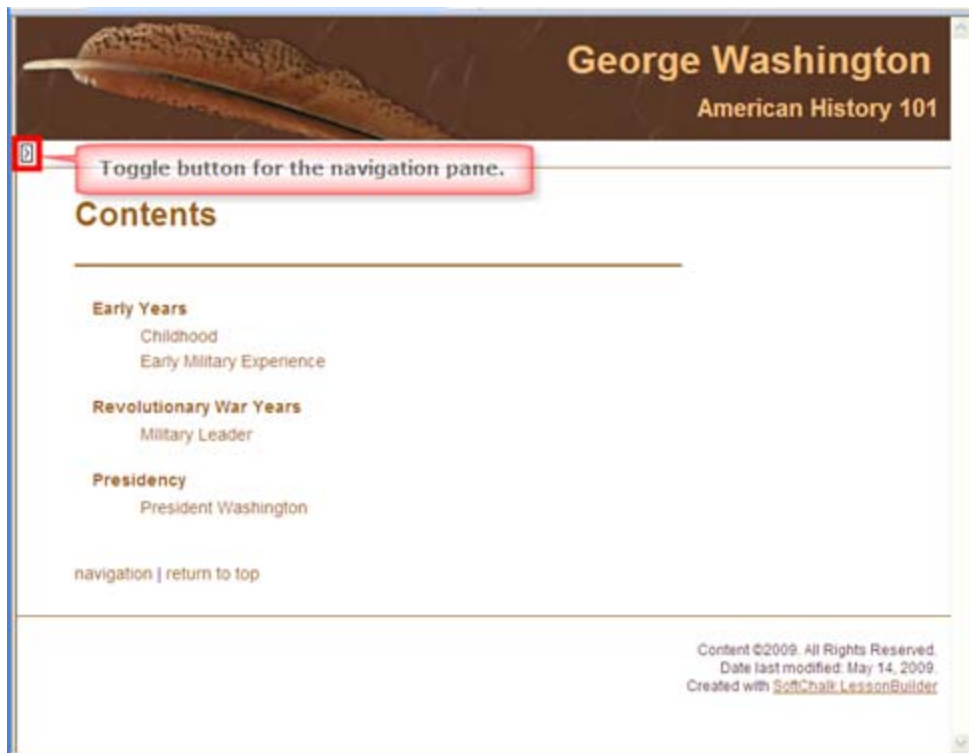 George Washington
American History 101
Toggle button for the navigation pane.
Contents
Early Years
Childhood
Early Military Experience
Revolutionary War Years
Military Leader
Presidency
President Washington
navigation | return to top
Content ©2009. All Rights Reserved.
Date last modified: May 14, 2009.
Created with SoftChalk LessonBuilder